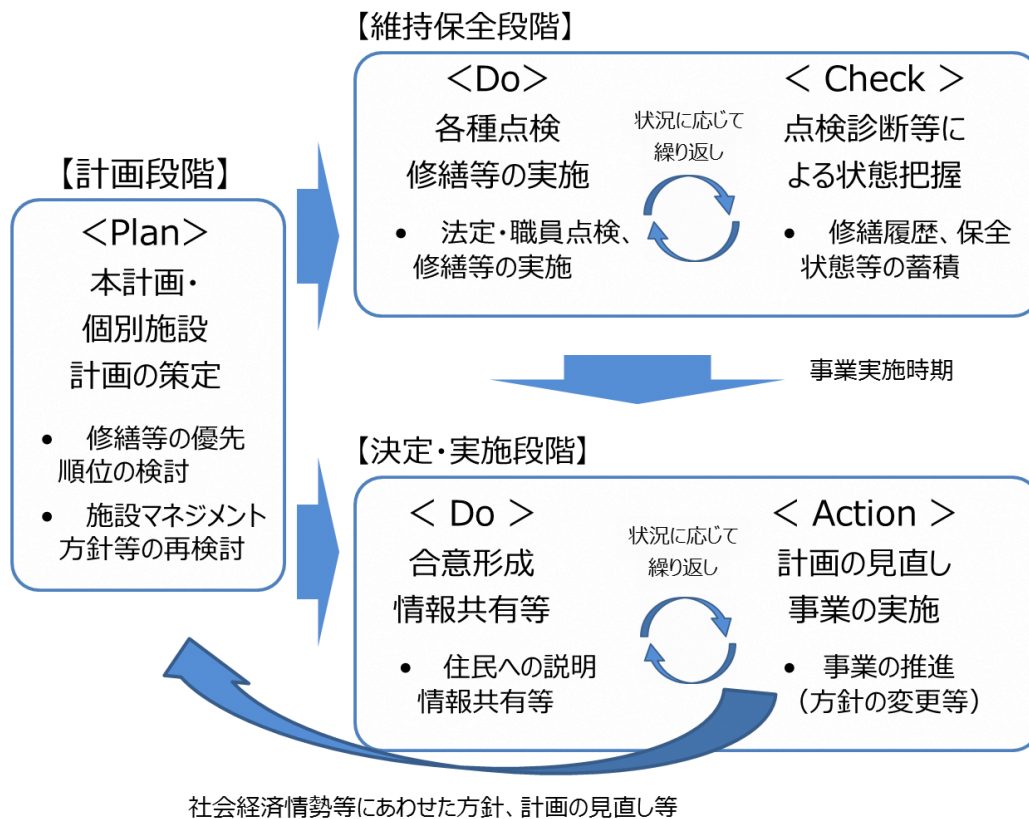 【維持保全段階】
<Do>
各種点検
修繕等の実施
• 法定・職員点検、
修繕等の実施
状況に応じて
繰り返し
< Check >
点検診断等に
よる状態把握
• 修繕履歴、保全
状態等の蓄積
【計画段階】
<Plan>
本計画・
個別施設
計画の策定
• 修繕等の優先
順位の検討
• 施設マネジメント
方針等の再検討
事業実施時期
【決定・実施段階】
< Do >
合意形成
情報共有等
• 住民への説明
情報共有等
状況に応じて
繰り返し
< Action >
計画の見直し
事業の実施
• 事業の推進
（方針の変更等）
社会経済情勢等にあわせた方針、計画の見直し等